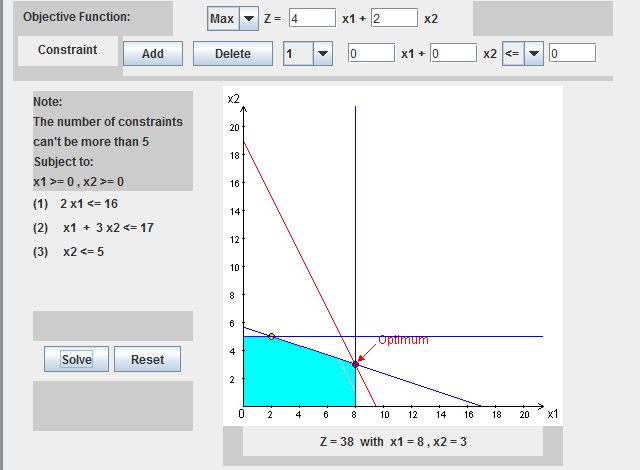 Objective Function:
Max Z = 4 x1 + 2 x2
Constraint Add Delete 1 0 x1 + 0 x2 <= 0
Note:
The number of constraints
can't be more than 5
Subject to:
x1 >= 0 , x2 >= 0
(1) 2 x1 <= 16
(2) x1 + 3 x2 <= 17
(3) x2 <= 5
Solve Reset
x2
20
18
16
14
12
10
8
6
4
2
Optimum
0 2 4 6 8 10 12 14 16 18 20 x1
Z = 38 with x1 = 8 , x2 = 3